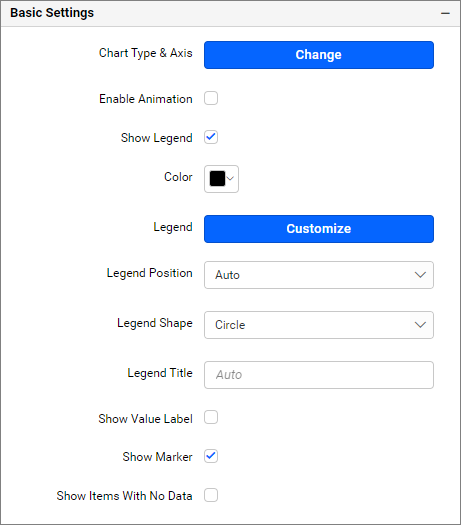 Basic Settings
Chart Type & Axis Change
Enable Animation
Show Legend
Color
Legend Customize
Legend Position Auto
Legend Shape Circle
Legend Title Auto
Show Value Label
Show Marker
Show Items With No Data